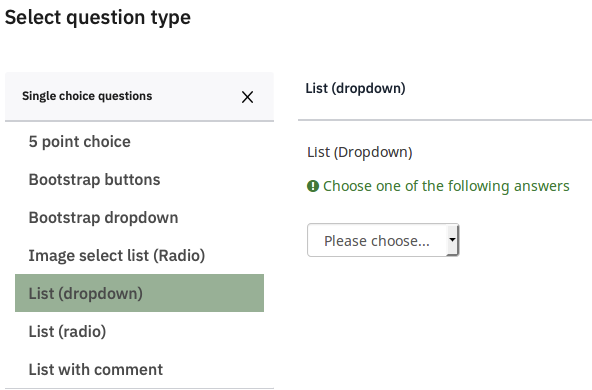 Select question type
Single choice questions
5 point choice
Bootstrap buttons
Bootstrap dropdown
Image select list (Radio)
List (dropdown)
List (radio)
List with comment
List (dropdown)
List (Dropdown)
Choose one of the following answers
Please choose...